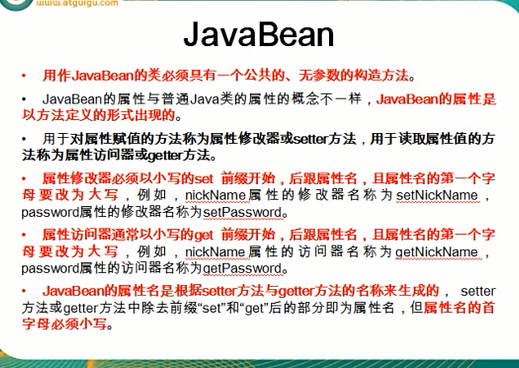 www.atguigu.com
JavaBean
• 用作JavaBean的类必须具有一个公共的、无参数的构造方法。
• JavaBean的属性与普通Java类的属性的概念不一样，JavaBean的属性是
以方法定义的形式出现的。
• 用于对属性赋值的方法称为属性修改器或setter方法，用于读取属性值的方
法称为属性访问器或getter方法。
• 属性修改器必须以小写的set 前缀开始，后跟属性名，且属性名的第一个字
母要改为大写，例如，nickName属性的修改器名称为setNickName，
password属性的修改器名称为setPassword。
• 属性访问器通常以小写的get 前缀开始，后跟属性名，且属性名的第一个字
母要改为大写，例如，nickName属性的访问器名称为getNickName，
password属性的访问器名称为getPassword。
• JavaBean的属性名是根据setter方法与getter方法的名称来生成的， setter
方法或getter方法中除去前缀“set”和“get”后的部分即为属性名，但属性名的首
字母必须小写。